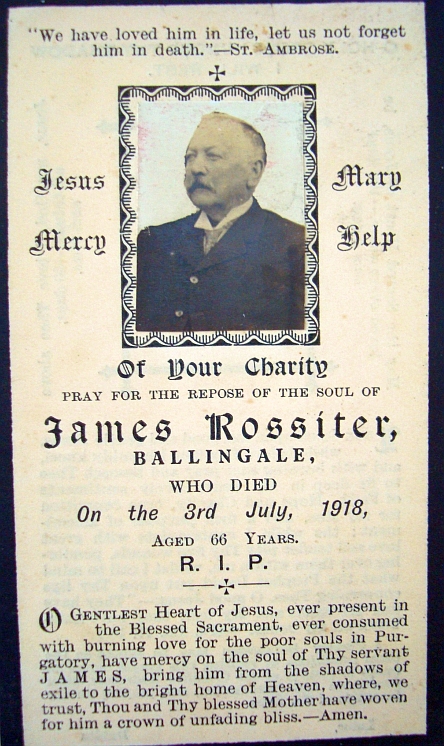 "We have loved him in life, let us not forget
him in death."—ST. AMBROSE.
Jesus Mary
Mercy Help
Of Your Charity
PRAY FOR THE REPOSE OF THE SOUL OF
James Rossiter,
BALLINGALE,
WHO DIED
On the 3rd July, 1918,
AGED 66 YEARS.
R. I. P.
O GENTLEST Heart of Jesus, ever present in
the Blessed Sacrament, ever consumed
with burning love for the poor souls in Pur-
gatory, have mercy on the soul of Thy servant
JAMES, bring him from the shadows of
exile to the bright home of Heaven, where, we
trust, Thou and Thy blessed Mother have woven
for him a crown of unfading bliss.—Amen.